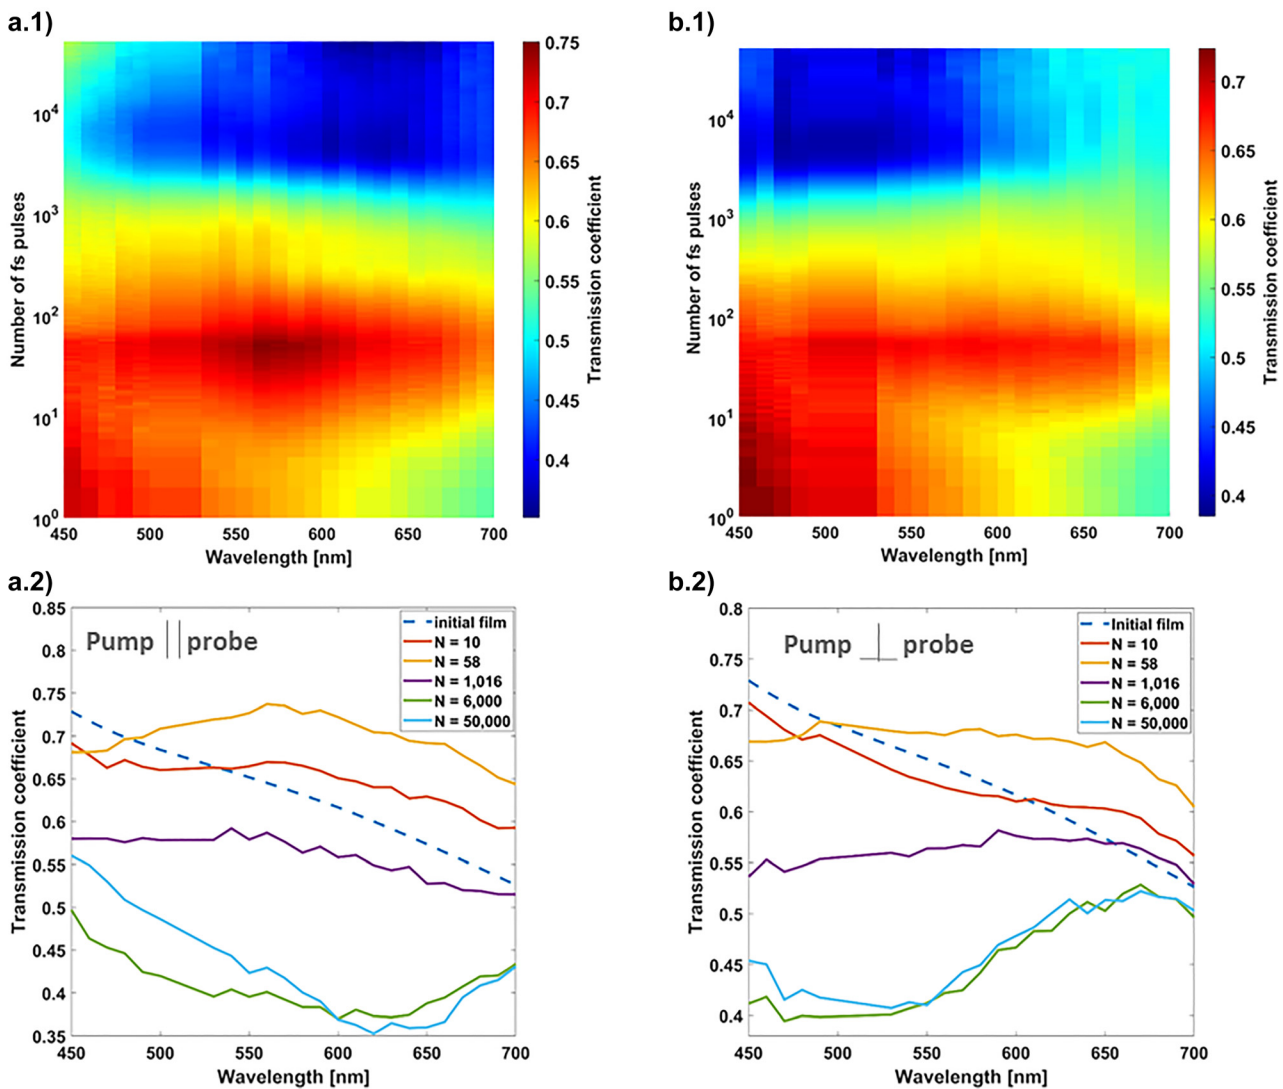 a.1)
b.1)
Number of fs pulses
10^4
10^3
10^2
10^1
10^0
450
500
550
600
650
700
Wavelength [nm]
0.75
0.7
0.65
0.6
0.55
0.5
0.45
0.4
Transmission coefficient
Number of fs pulses
10^4
10^3
10^2
10^1
10^0
450
500
550
600
650
700
Wavelength [nm]
0.7
0.65
0.6
0.55
0.5
0.45
0.4
Transmission coefficient
a.2)
b.2)
Transmission coefficient
0.85
0.8
0.75
0.7
0.65
0.6
0.55
0.5
0.45
0.4
0.35
Pump || probe
initial film
N = 10
N = 58
N = 1,016
N = 6,000
N = 50,000
450
500
550
600
650
700
Wavelength [nm]
Transmission coefficient
0.8
0.75
0.7
0.65
0.6
0.55
0.5
0.45
0.4
Pump ⊥ probe
Initial film
N = 10
N = 58
N = 1,016
N = 6,000
N = 50,000
450
500
550
600
650
700
Wavelength [nm]